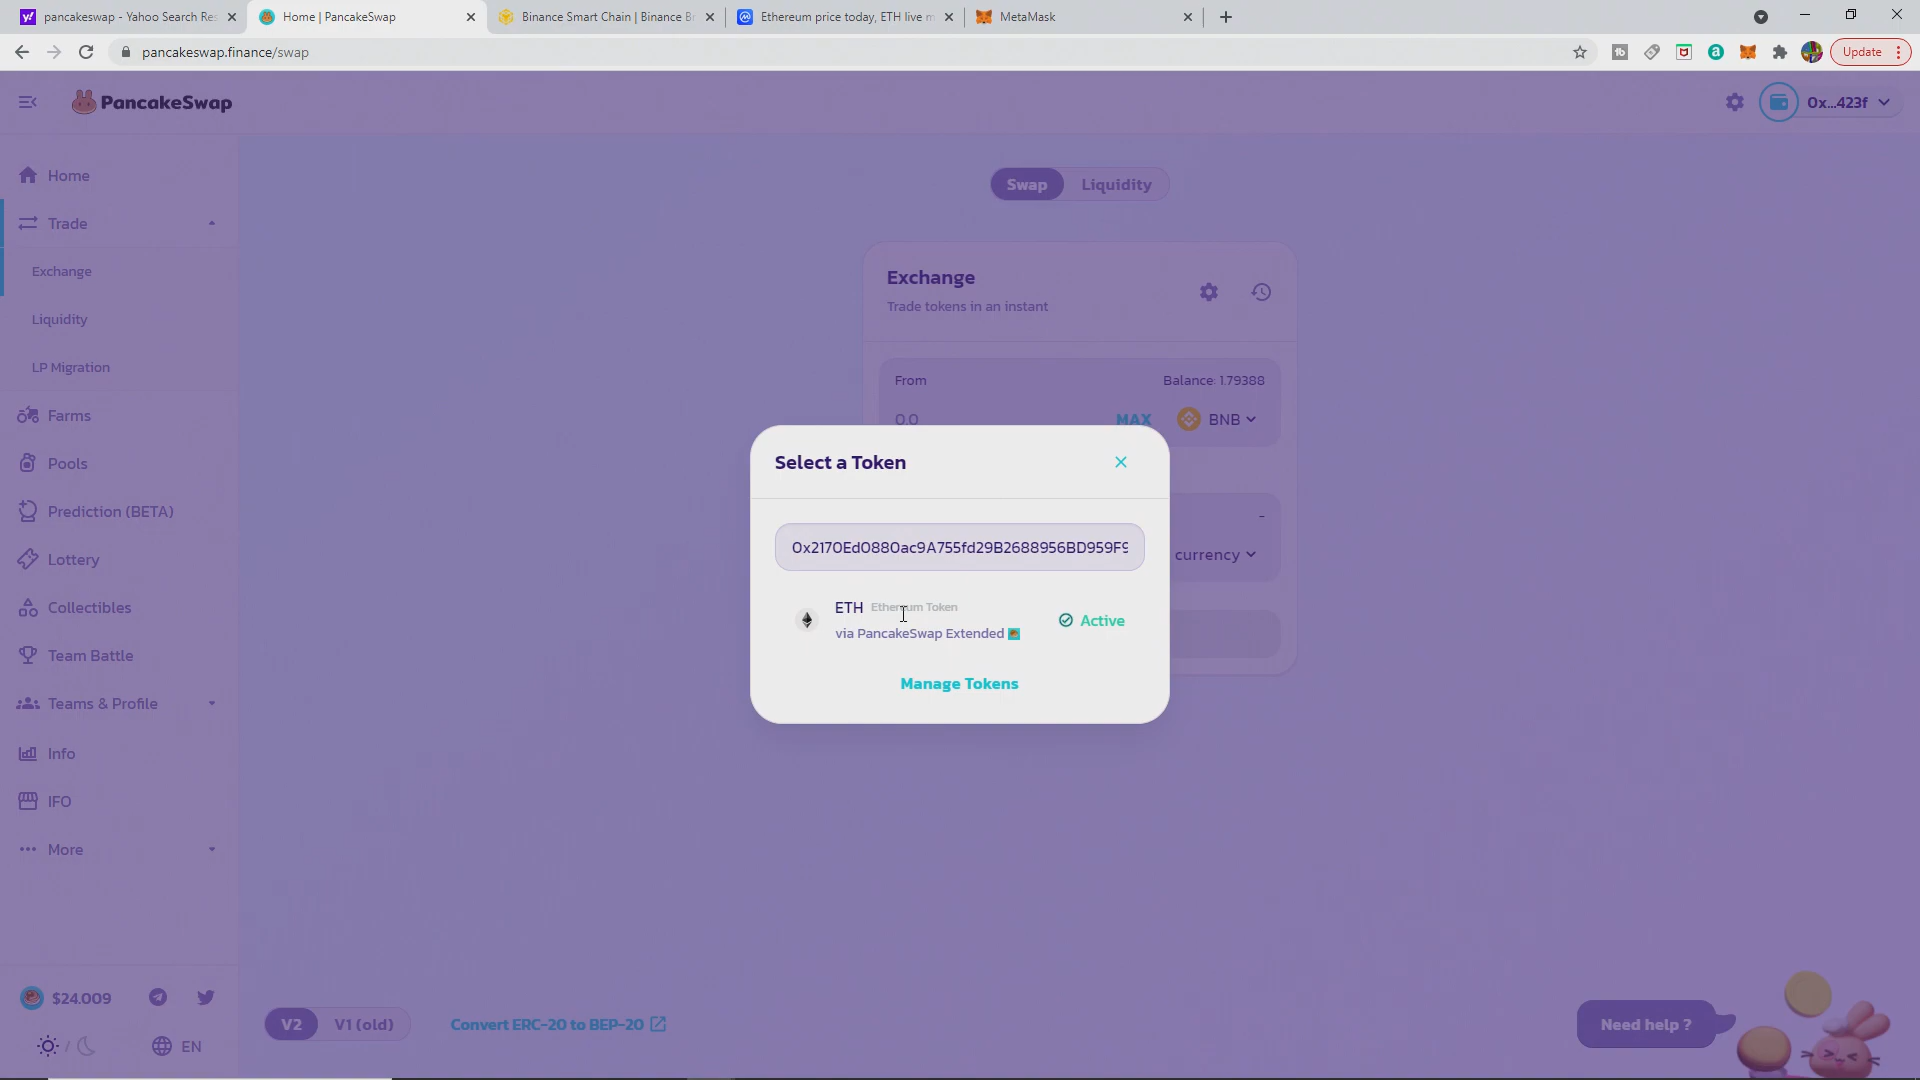 pancakeswap - Yahoo Search Res
Home | PancakeSwap
Binance Smart Chain | Binance Br
Ethereum price today, ETH live m
MetaMask
pancakeswap.finance/swap
Update
PancakeSwap
0x...423f
Home
Trade
Exchange
Liquidity
LP Migration
Farms
Pools
Prediction (BETA)
Lottery
Collectibles
Team Battle
Teams & Profile
Info
IFO
More
$24.009
EN
Swap
Liquidity
Exchange
Trade tokens in an instant
From
Balance: 1.79388
0.0
MAX
BNB
-
currency
Select a Token
0x2170Ed0880ac9A755fd29B2688956BD959F9
ETH Ethereum Token
via PancakeSwap Extended
Active
Manage Tokens
V2
V1 (old)
Convert ERC-20 to BEP-20
Need help ?